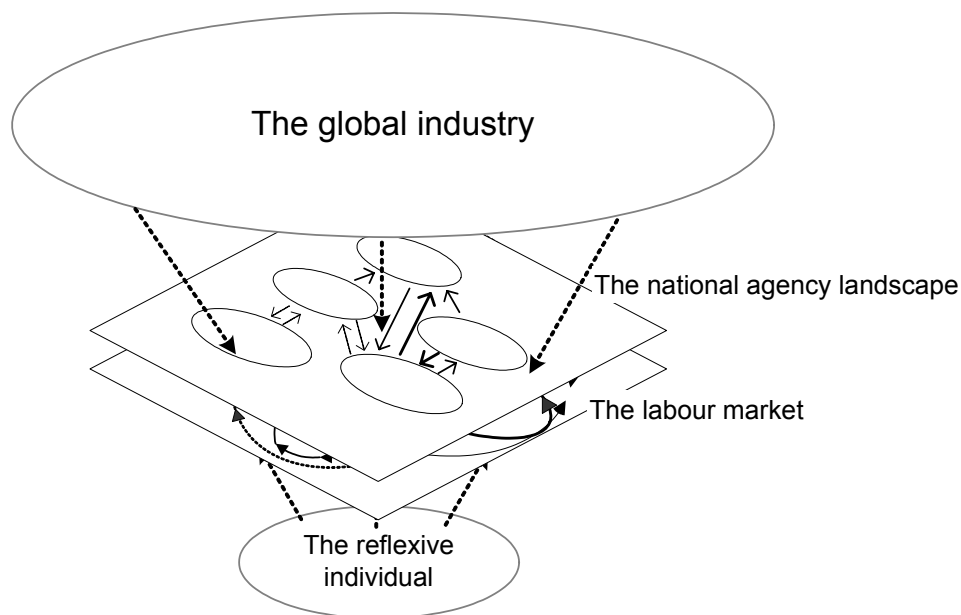 The global industry
The national agency landscape
The labour market
The reflexive
individual